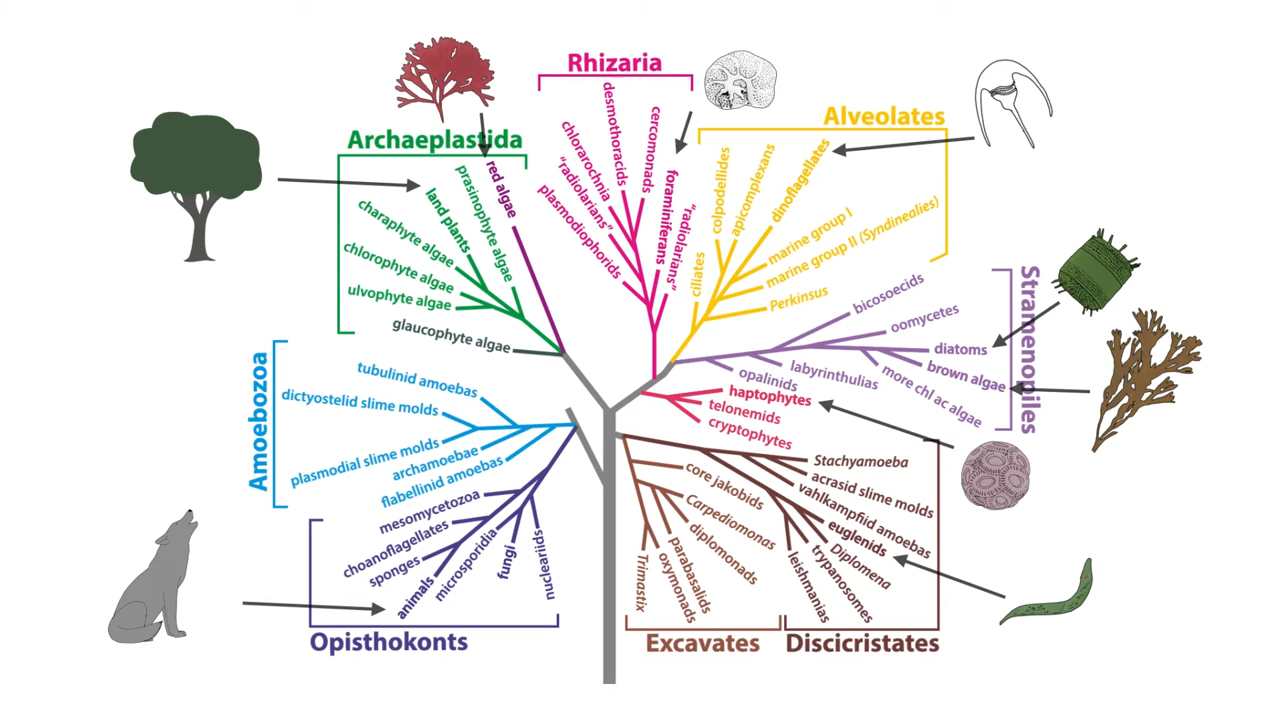 Rhizaria
desmothoracids
cercomonads
chlorarachnia
"radiolarians"
plasmodiophorids
foraminiferans
"radiolarians"
Alveolates
colpodellides
apicomplexans
dinoflagellates
marine group I
marine group II (Syndinealies)
Perkinsus
ciliates
Archaeplastida
red algae
prasinophyte algae
land plants
charaphyte algae
chlorophyte algae
ulvophyte algae
glaucophyte algae
Stramenopiles
bicosoecids
oomycetes
diatoms
brown algae
more chl ac algae
labyrinthulias
opalinids
haptophytes
telonemids
cryptophytes
Amoebozoa
tubulinid amoebas
dictyostelid slime molds
plasmodial slime molds
archamoebae
flabellinid amoebas
mesomycetozoa
choanoflagellates
sponges
animals
microsporidia
fungi
nucleariids
Opisthokonts
core jakobids
Carpediomonas
diplomonads
parabasalids
oxymonads
Trimastix
Excavates
Stachyamoeba
acrasid slime molds
vahlkampfiid amoebas
euglenids
Diplomena
trypanosomes
leishmanias
Discicristates